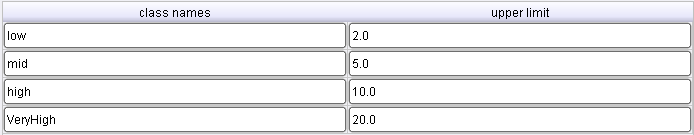 class names upper limit
low 2.0
mid 5.0
high 10.0
VeryHigh 20.0